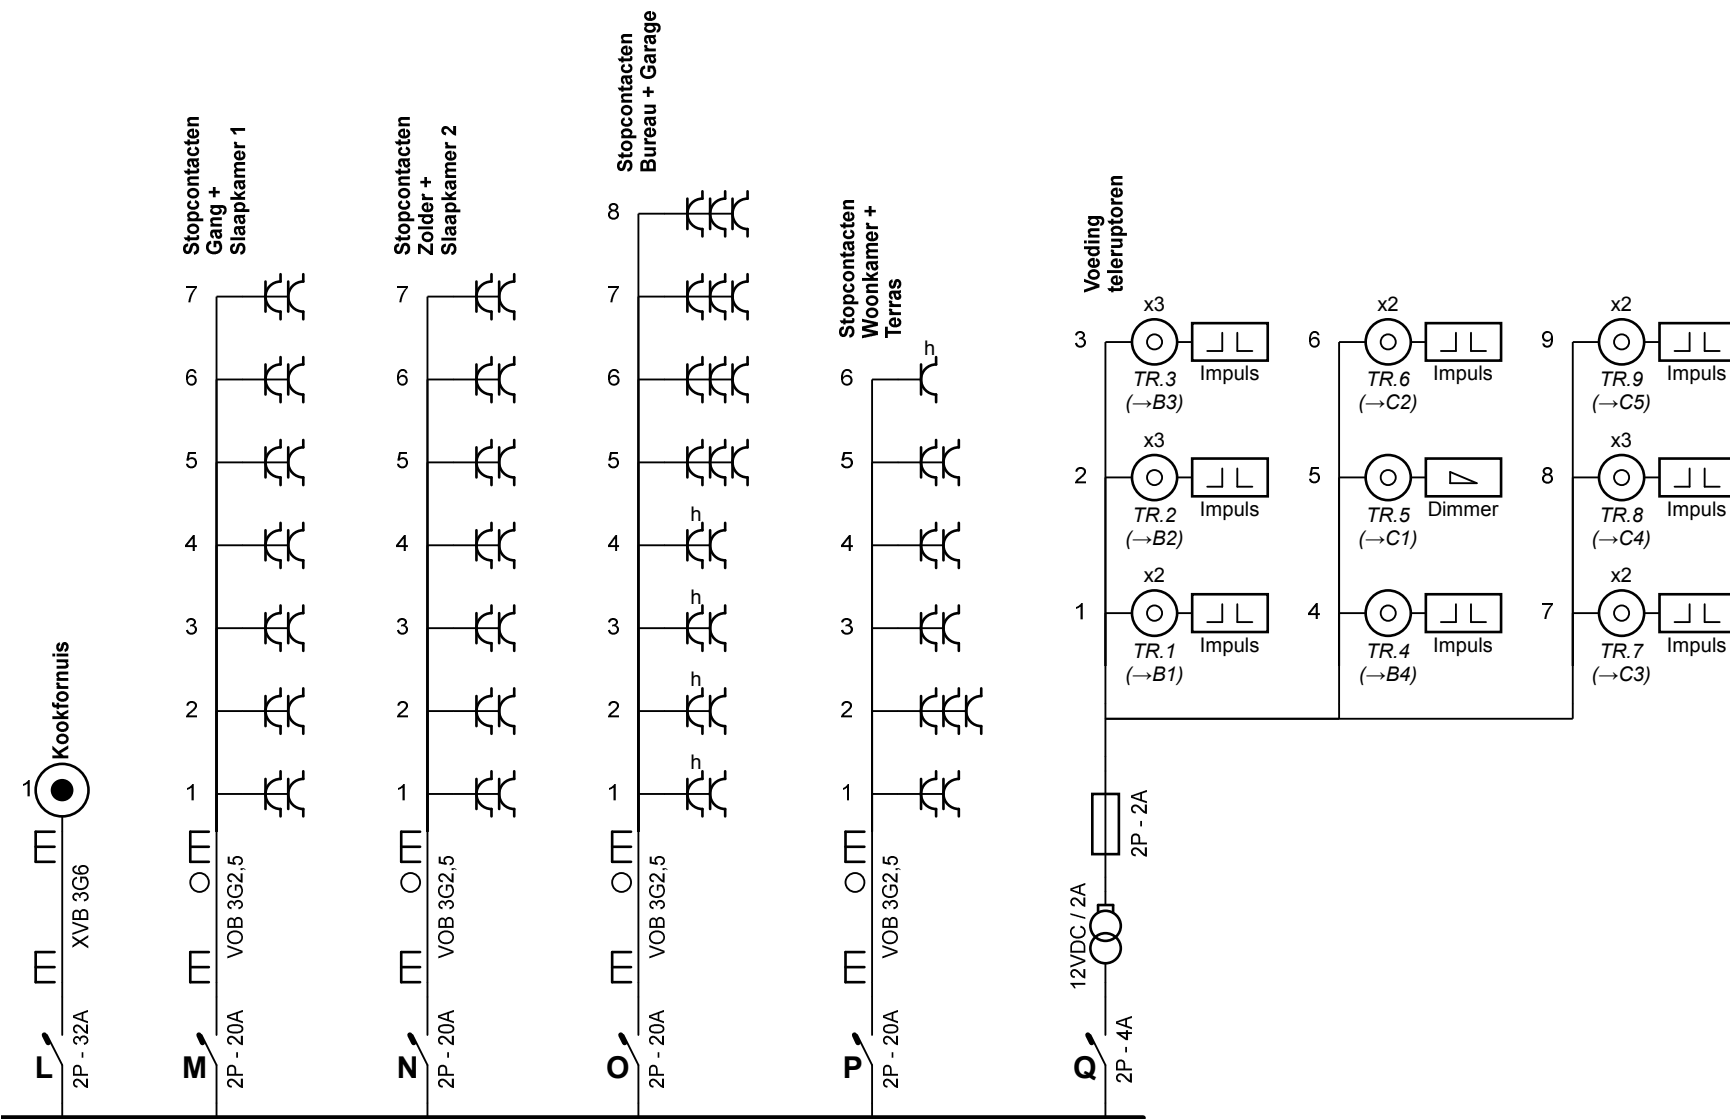 Kookfornuis
1
XVB 3G6
2P - 32A
L
Stopcontacten
Gang +
Slaapkamer 1
7
6
5
4
3
2
1
VOB 3G2,5
2P - 20A
M
Stopcontacten
Zolder +
Slaapkamer 2
7
6
5
4
3
2
1
VOB 3G2,5
2P - 20A
N
Stopcontacten
Bureau + Garage
8
7
6
5
h
4
h
3
h
2
h
1
VOB 3G2,5
2P - 20A
O
Stopcontacten
Woonkamer +
Terras
h
6
5
4
3
2
1
VOB 3G2,5
2P - 20A
P
Voeding
teleruptoren
x3
3
Impuls
TR.3
(→B3)
x3
2
Impuls
TR.2
(→B2)
x2
1
Impuls
TR.1
(→B1)
x2
6
Impuls
TR.6
(→C2)
5
Dimmer
TR.5
(→C1)
4
Impuls
TR.4
(→B4)
x2
9
Impuls
TR.9
(→C5)
x3
8
Impuls
TR.8
(→C4)
x2
7
Impuls
TR.7
(→C3)
2P - 2A
12VDC / 2A
2P - 4A
Q